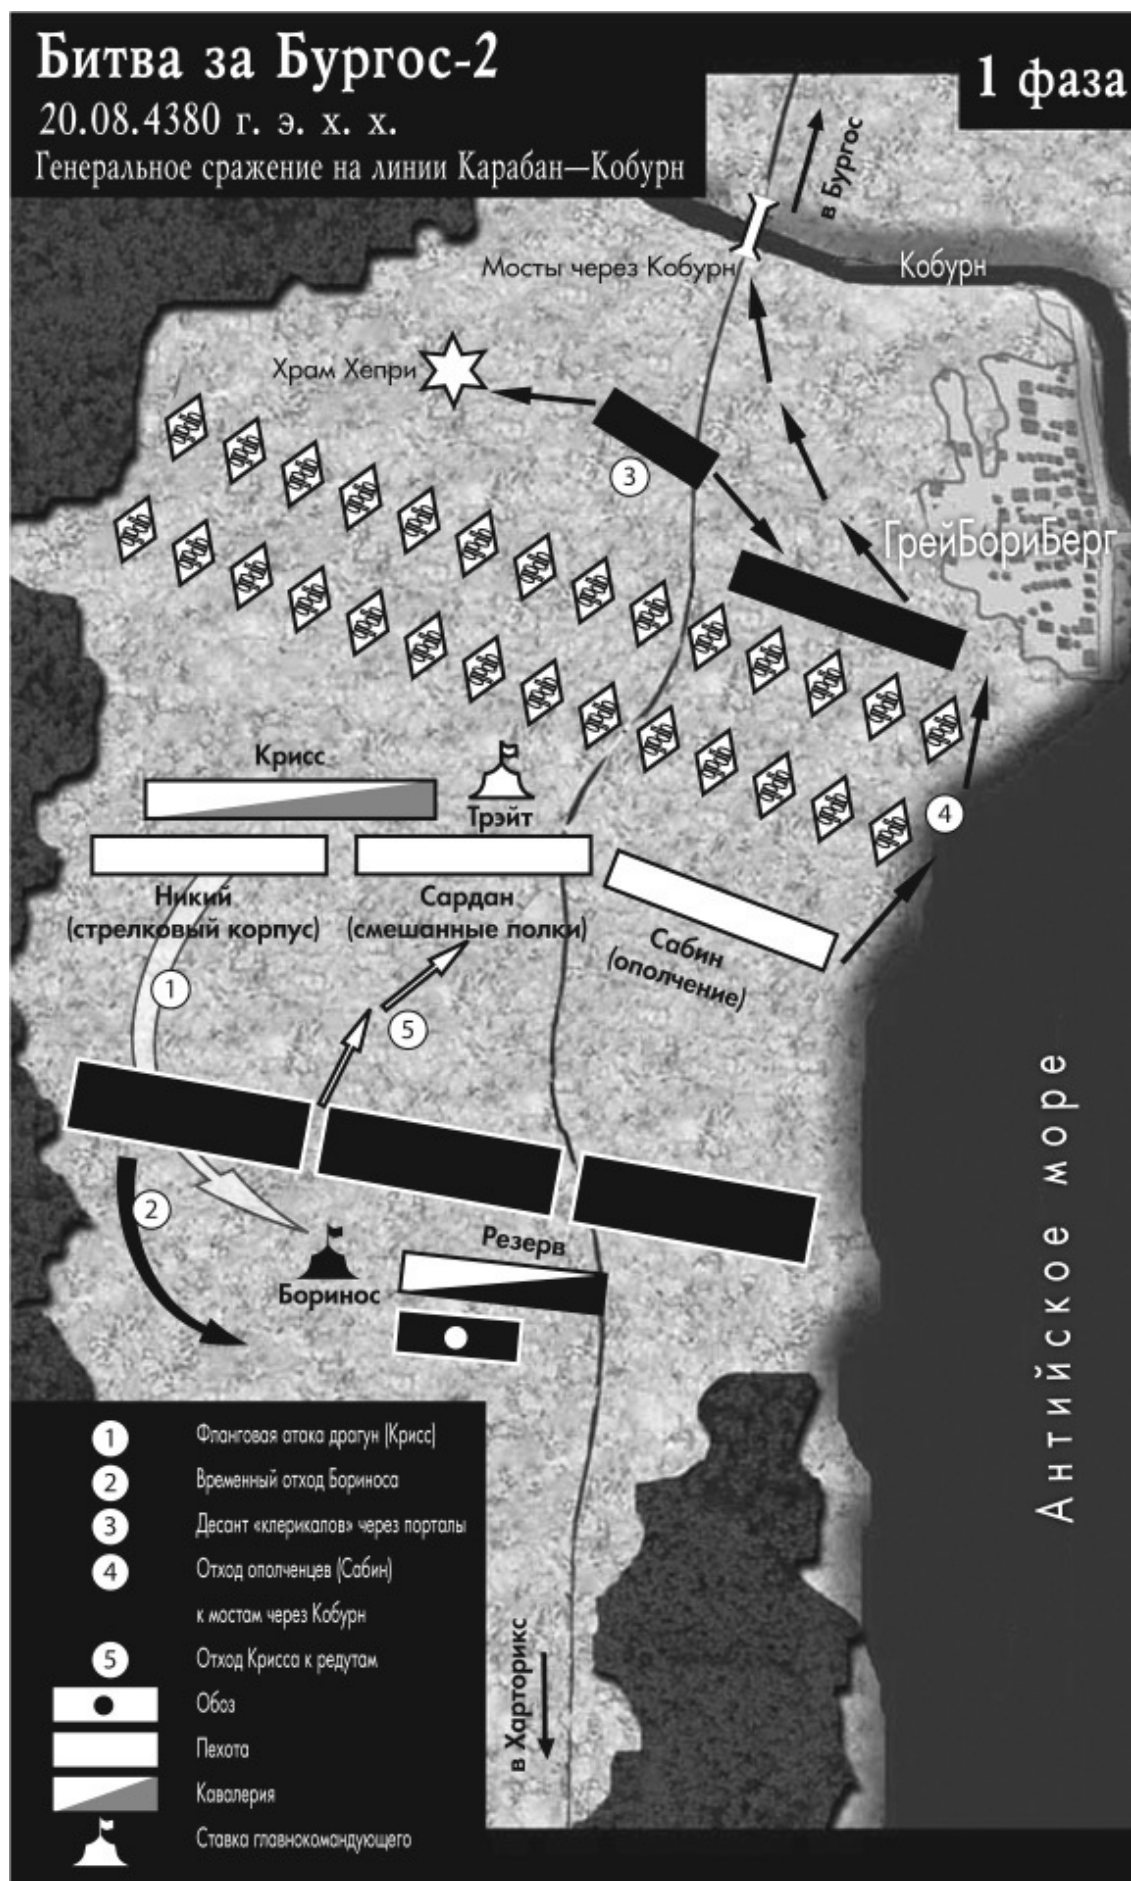 Битва за Бургос-2
20.08.4380 г. э. х. х.
Генеральное сражение на линии Карабан—Кобурн
1 фаза
в Бургос
Мосты через Кобурн
Кобурн
Храм Хепри
3
ГрейБориБерг
Крисс
Трэйт
4
Никий
(стрелковый корпус)
Сардан
(смешанные полки)
Сабин
(ополчение)
1
5
Антийское море
2
Резерв
Боринос
1 Фланговая атака драгун (Крисс)
2 Временный отход Бориноса
3 Десант «клерикалов» через порталы
4 Отход ополченцев (Сабин)
к мостам через Кобурн
5 Отход Крисса к редутам
Обоз
Пехота
Кавалерия
Ставка главнокомандующего
в Харторикс